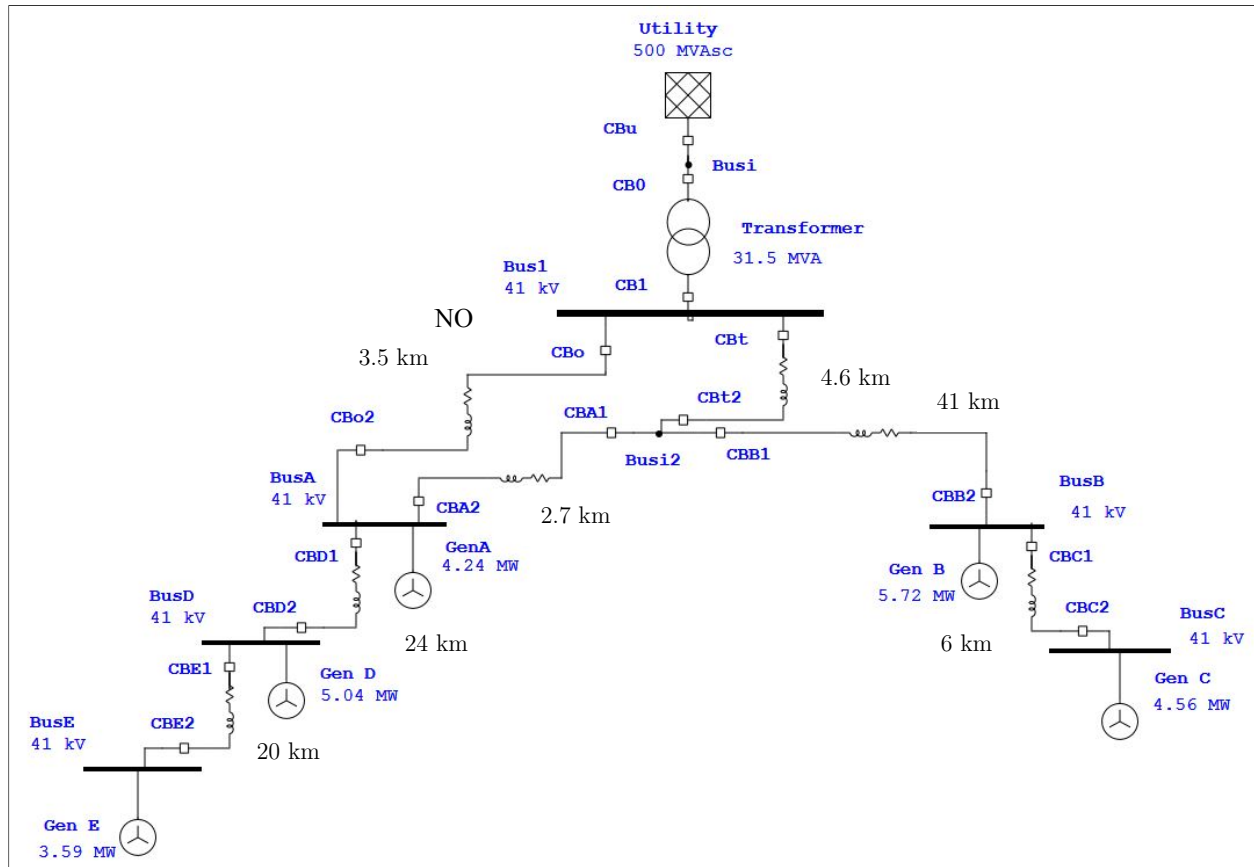 Utility
500 MVAsc
CBu
Busi
CB0
Transformer
31.5 MVA
Bus1
41 kV
CB1
NO
CBo
CBt
3.5 km
4.6 km
CBt2
41 km
CBo2
CBA1
Busi2
CBB1
BusA
41 kV
CBA2
2.7 km
CBB2
BusB
41 kV
CBD1
GenA
4.24 MW
Gen B
5.72 MW
CBC1
BusD
41 kV
CBD2
24 km
6 km
CBC2
BusC
41 kV
CBE1
Gen D
5.04 MW
Gen C
4.56 MW
BusE
41 kV
CBE2
20 km
Gen E
3.59 MW